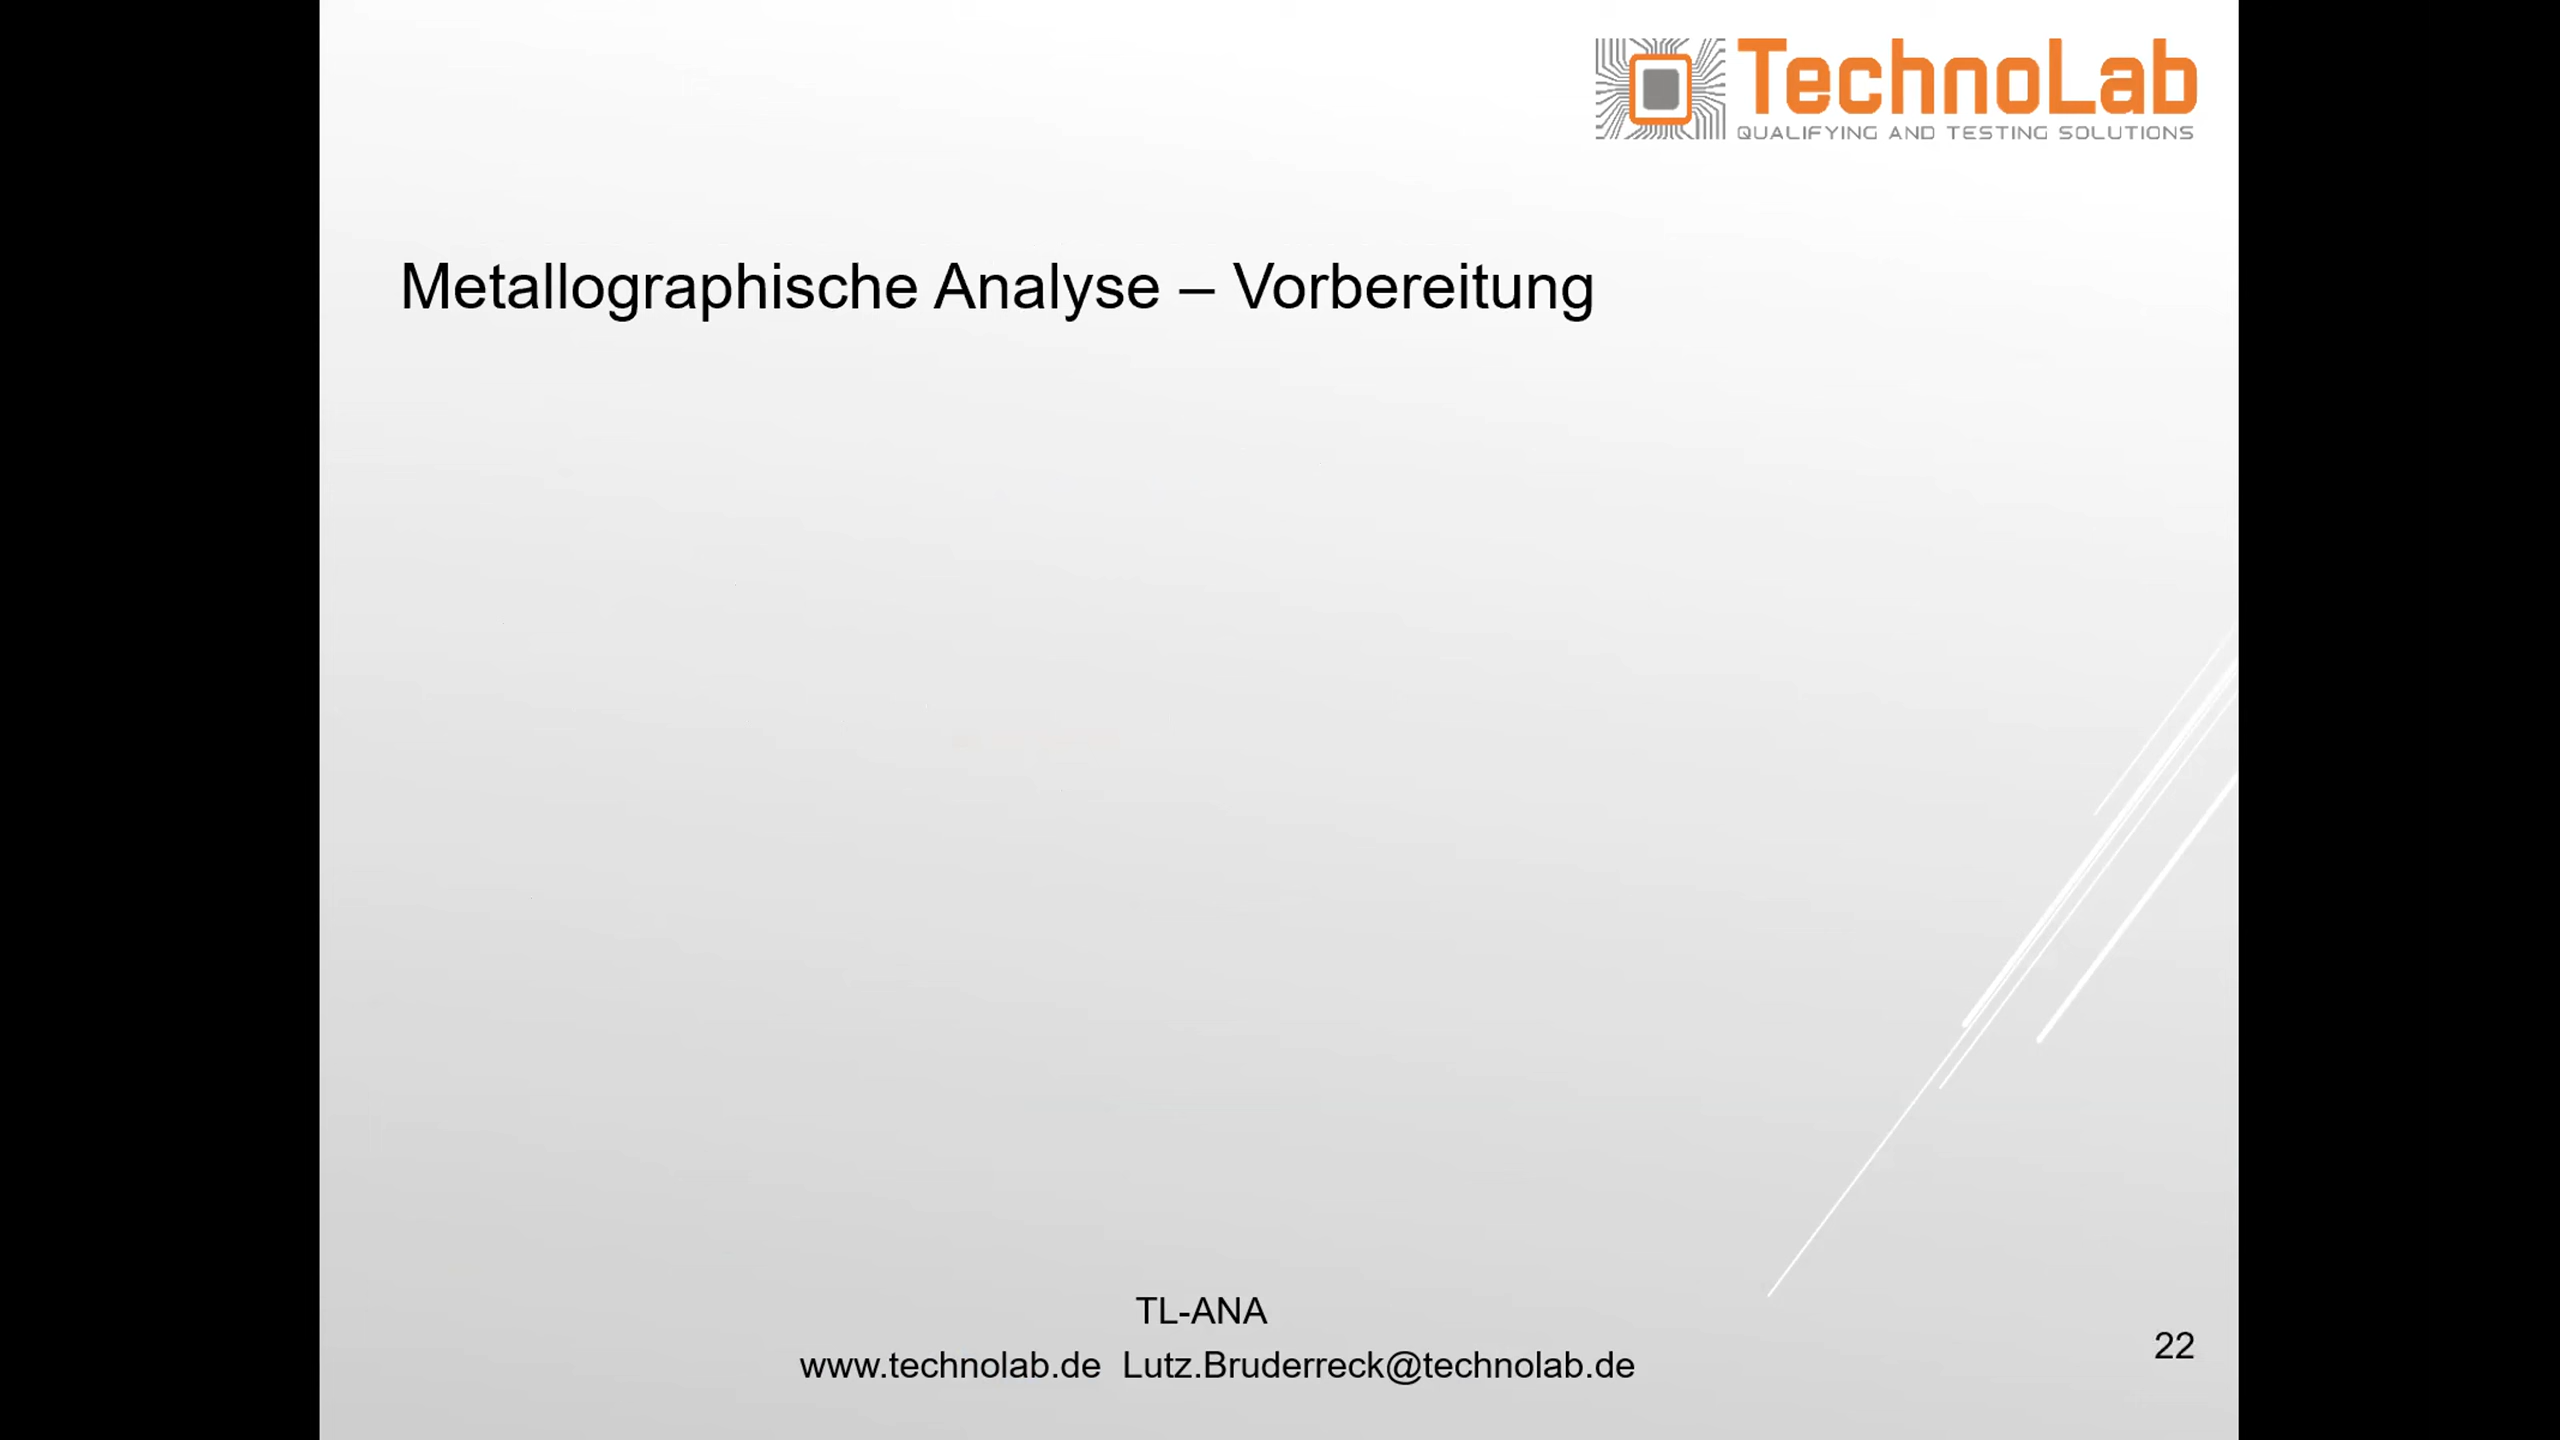 TechnoLab
QUALIFYING AND TESTING SOLUTIONS
Metallographische Analyse – Vorbereitung
TL-ANA
www.technolab.de Lutz.Bruderreck@technolab.de
22